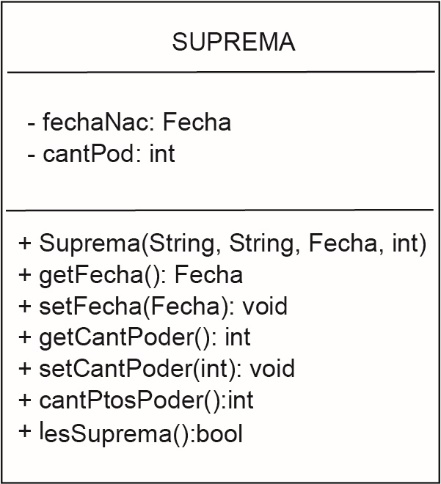 SUPREMA
- fechaNac: Fecha
- cantPod: int
+ Suprema(String, String, Fecha, int)
+ getFecha(): Fecha
+ setFecha(Fecha): void
+ getCantPoder(): int
+ setCantPoder(int): void
+ cantPtosPoder():int
+ lesSuprema():bool